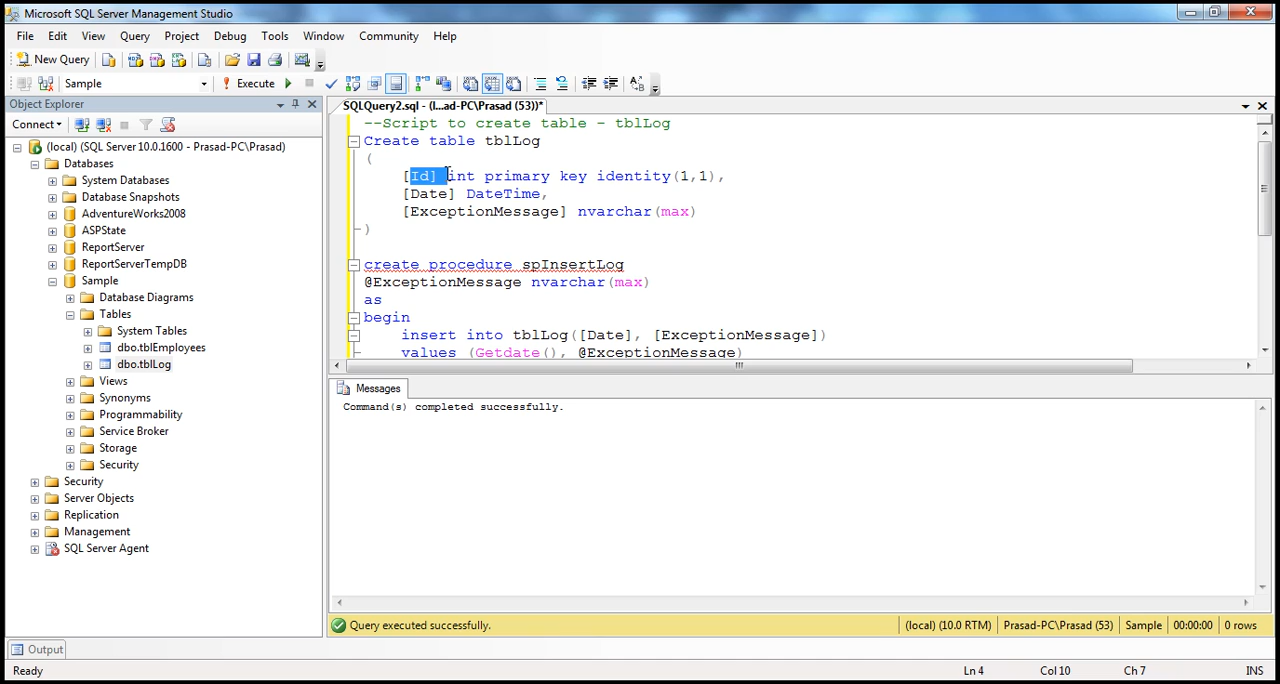 Microsoft SQL Server Management Studio
File Edit View Query Project Debug Tools Window Community Help
New Query
Sample Execute
Object Explorer
Connect
(local) (SQL Server 10.0.1600 - Prasad-PC\Prasad)
Databases
System Databases
Database Snapshots
AdventureWorks2008
ASPState
ReportServer
ReportServerTempDB
Sample
Database Diagrams
Tables
System Tables
dbo.tblEmployees
dbo.tblLog
Views
Synonyms
Programmability
Service Broker
Storage
Security
Security
Server Objects
Replication
Management
SQL Server Agent
SQLQuery2.sql - (l...ad-PC\Prasad (53))*
--Script to create table - tblLog
Create table tblLog
(
[Id] int primary key identity(1,1),
[Date] DateTime,
[ExceptionMessage] nvarchar(max)
)
create procedure spInsertLog
@ExceptionMessage nvarchar(max)
as
begin
insert into tblLog([Date], [ExceptionMessage])
values (Getdate(), @ExceptionMessage)
Messages
Command(s) completed successfully.
Query executed successfully. (local) (10.0 RTM) Prasad-PC\Prasad (53) Sample 00:00:00 0 rows
Output
Ready Ln 4 Col 10 Ch 7 INS